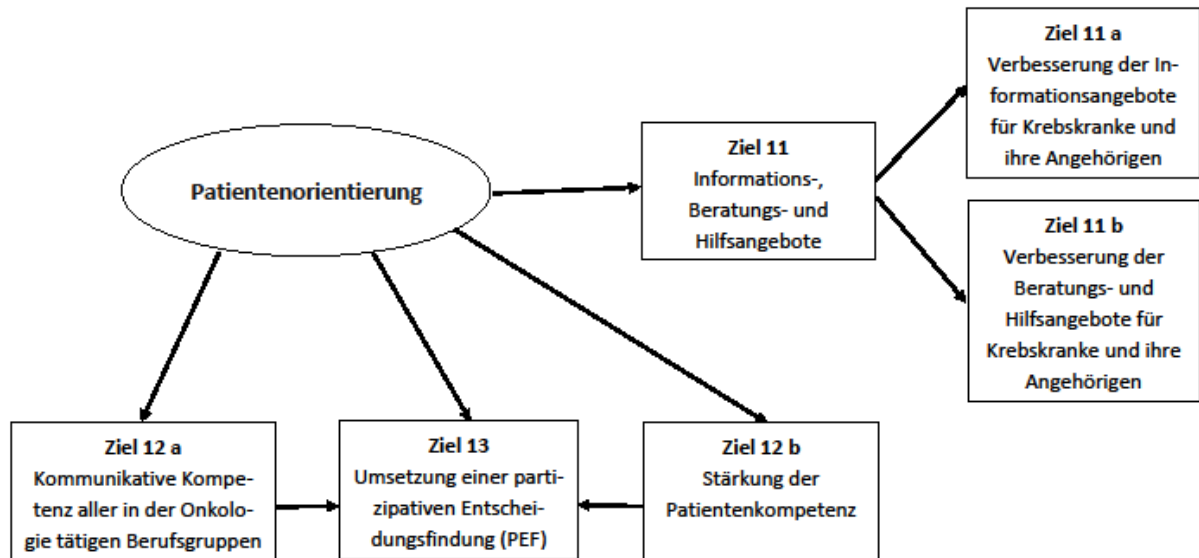 Patientenorientierung
Ziel 11
Informations-,
Beratungs- und
Hilfsangebote
Ziel 11 a
Verbesserung der In-
formationsangebote
für Krebskranke und
ihre Angehörigen
Ziel 11 b
Verbesserung der
Beratungs- und
Hilfsangebote für
Krebskranke und ihre
Angehörigen
Ziel 12 a
Kommunikative Kompe-
tenz aller in der Onkolo-
gie tätigen Berufsgruppen
Ziel 13
Umsetzung einer parti-
zipativen Entschei-
dungsfindung (PEF)
Ziel 12 b
Stärkung der
Patientenkompetenz